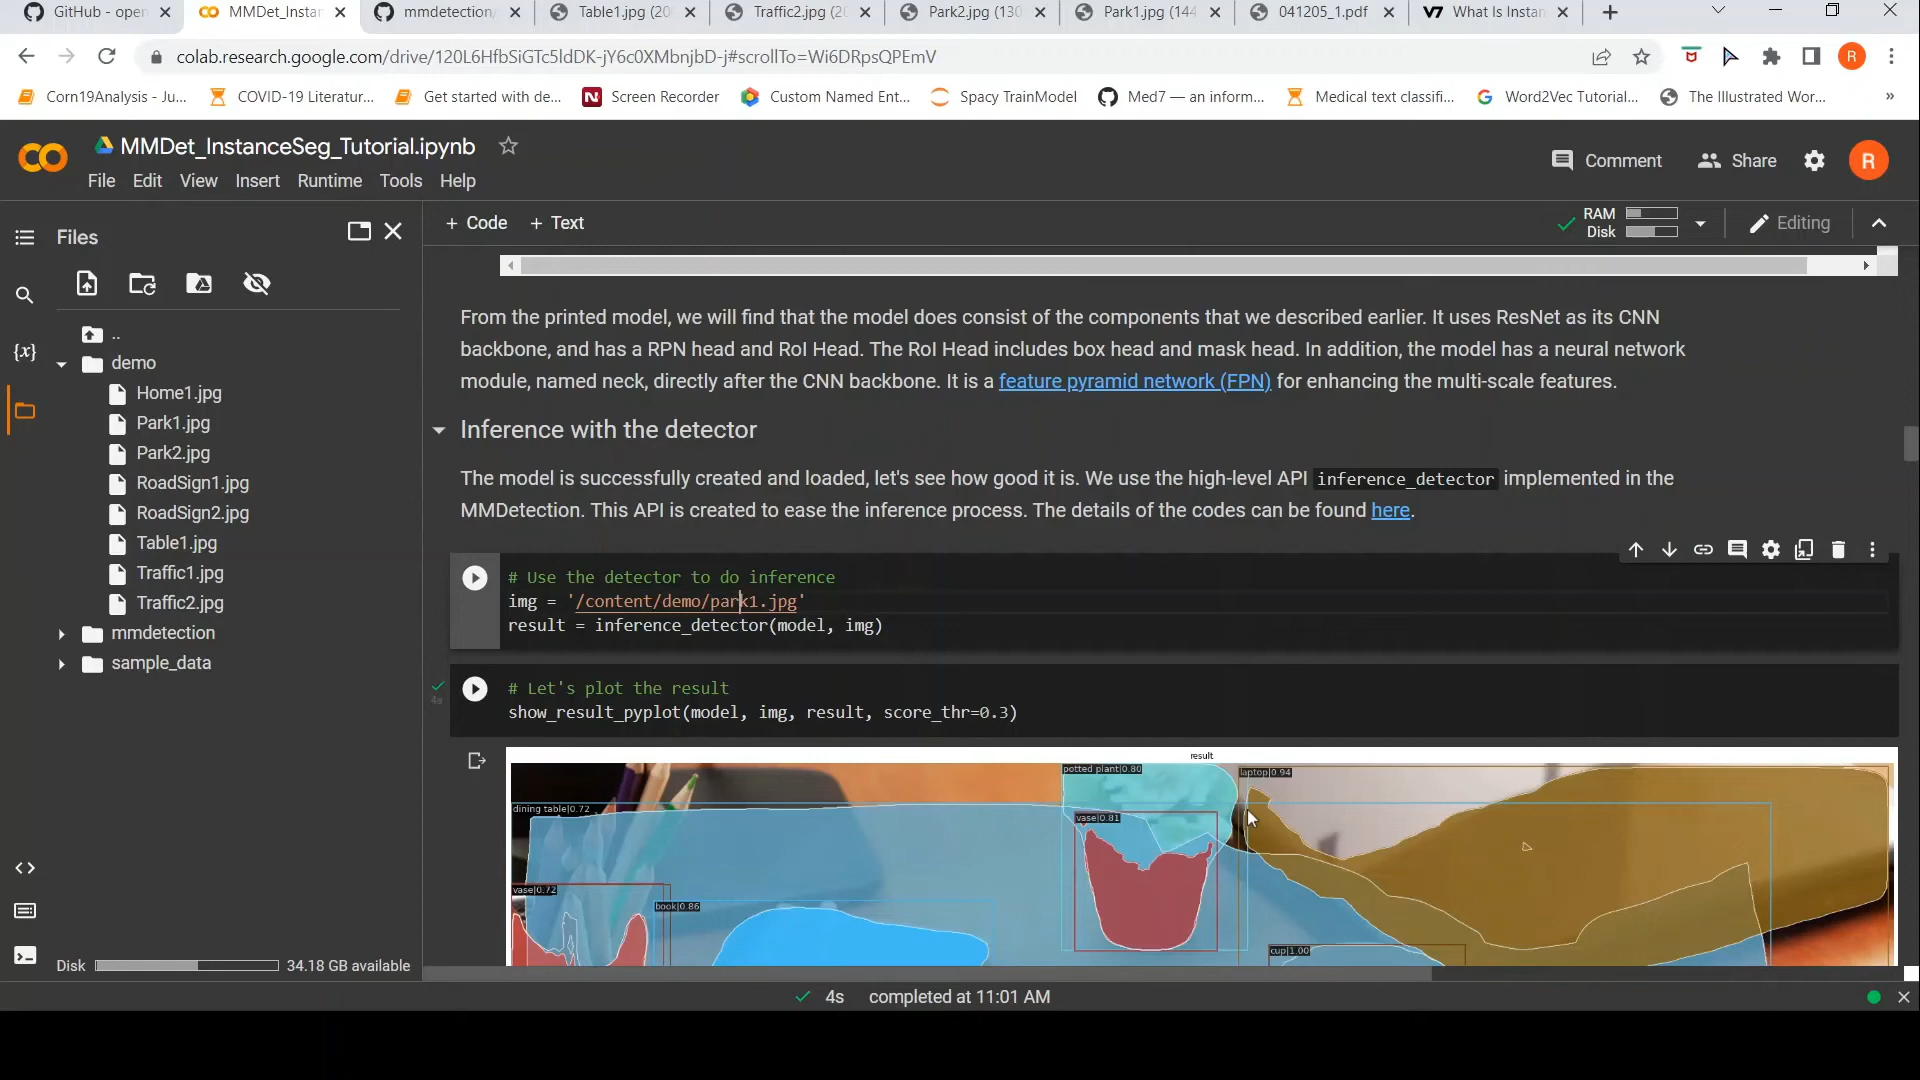 GitHub - open
MMDet_Instan
mmdetection/
Table1.jpg (20
Traffic2.jpg (2
Park2.jpg (130
Park1.jpg (144
041205_1.pdf
What Is Instan
colab.research.google.com/drive/120L6HfbSiGTc5ldDK-jY6c0XMbnjbD-j#scrollTo=Wi6DRpsQPEmV
R
Corn19Analysis - Ju...
COVID-19 Literatur...
Get started with de...
Screen Recorder
Custom Named Ent...
Spacy TrainModel
Med7 — an inform...
Medical text classifi...
Word2Vec Tutorial...
The Illustrated Wor...
»
MMDet_InstanceSeg_Tutorial.ipynb
File Edit View Insert Runtime Tools Help
Comment
Share
R
Files
+ Code
+ Text
RAM
Disk
Editing
..
demo
Home1.jpg
Park1.jpg
Park2.jpg
RoadSign1.jpg
RoadSign2.jpg
Table1.jpg
Traffic1.jpg
Traffic2.jpg
mmdetection
sample_data
Disk
34.18 GB available
From the printed model, we will find that the model does consist of the components that we described earlier. It uses ResNet as its CNN
backbone, and has a RPN head and RoI Head. The RoI Head includes box head and mask head. In addition, the model has a neural network
module, named neck, directly after the CNN backbone. It is a feature pyramid network (FPN) for enhancing the multi-scale features.
Inference with the detector
The model is successfully created and loaded, let's see how good it is. We use the high-level API inference_detector implemented in the
MMDetection. This API is created to ease the inference process. The details of the codes can be found here.
# Use the detector to do inference
img = '/content/demo/park1.jpg'
result = inference_detector(model, img)
4s
# Let's plot the result
show_result_pyplot(model, img, result, score_thr=0.3)
result
potted plant|0.80
laptop|0.94
dining table|0.72
vase|0.81
vase|0.72
book|0.86
cup|1.00
4s completed at 11:01 AM